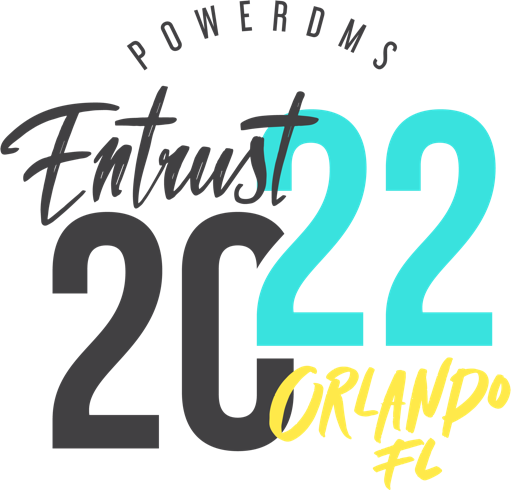 POWERDMS
Entrust
2022
ORLANDO
FL